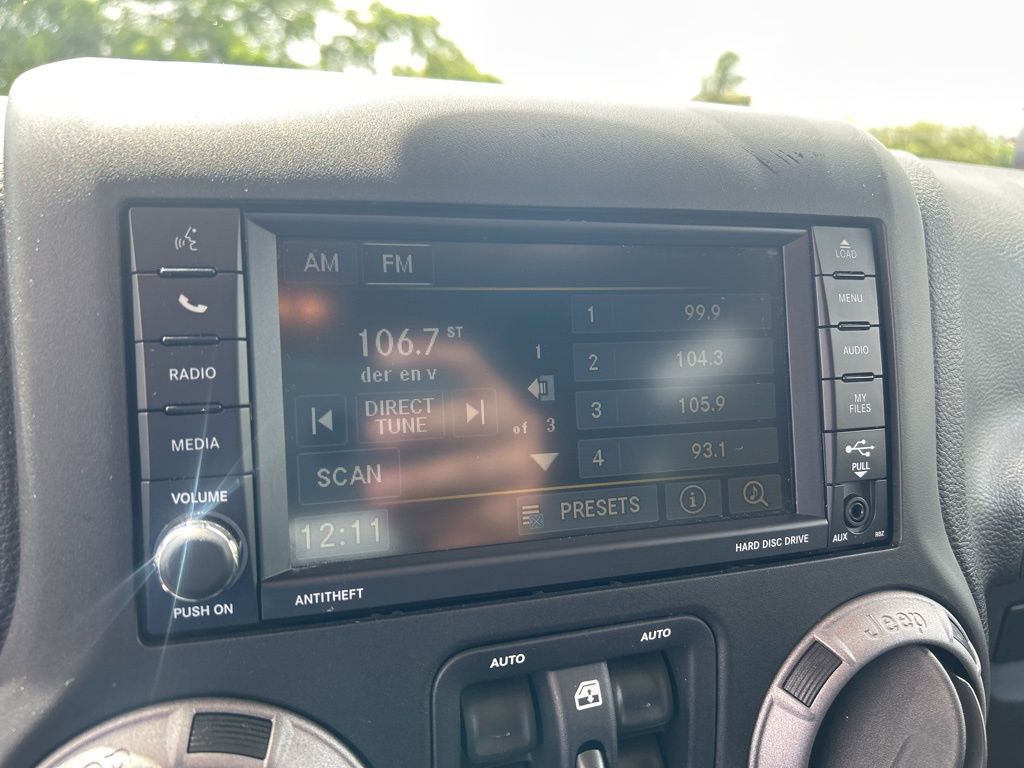 AM FM
106.7 ST
der en v
DIRECT
TUNE
SCAN
12:11
1
of 3
1 99.9
2 104.3
3 105.9
4 93.1
PRESETS
RADIO
MEDIA
VOLUME
PUSH ON
LOAD
MENU
AUDIO
MY
FILES
PULL
AUX RBZ
ANTITHEFT
HARD DISC DRIVE
AUTO
AUTO
Jeep